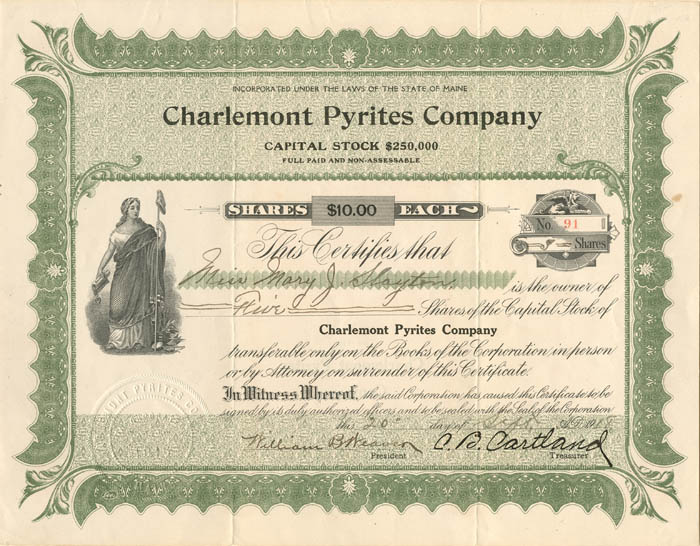 INCORPORATED UNDER THE LAWS OF THE STATE OF MAINE
Charlemont Pyrites Company
CAPITAL STOCK $250,000
FULL PAID AND NON-ASSESSABLE
SHARES $10.00 EACH
No. 91
Shares
This Certifies that
Miss Mary J. Slayton is the owner of
Five Shares of the Capital Stock of
Charlemont Pyrites Company
transferable only on the Books of the Corporation in person
or by Attorney on surrender of this Certificate.
In Witness Whereof, the said Corporation has caused this Certificate to be
signed by its duly authorized officers and to be sealed with the Seal of the Corporation
this 20th day of A.D. 191
William B Weaver C. B. Cartland
President Treasurer
PYRITES CO